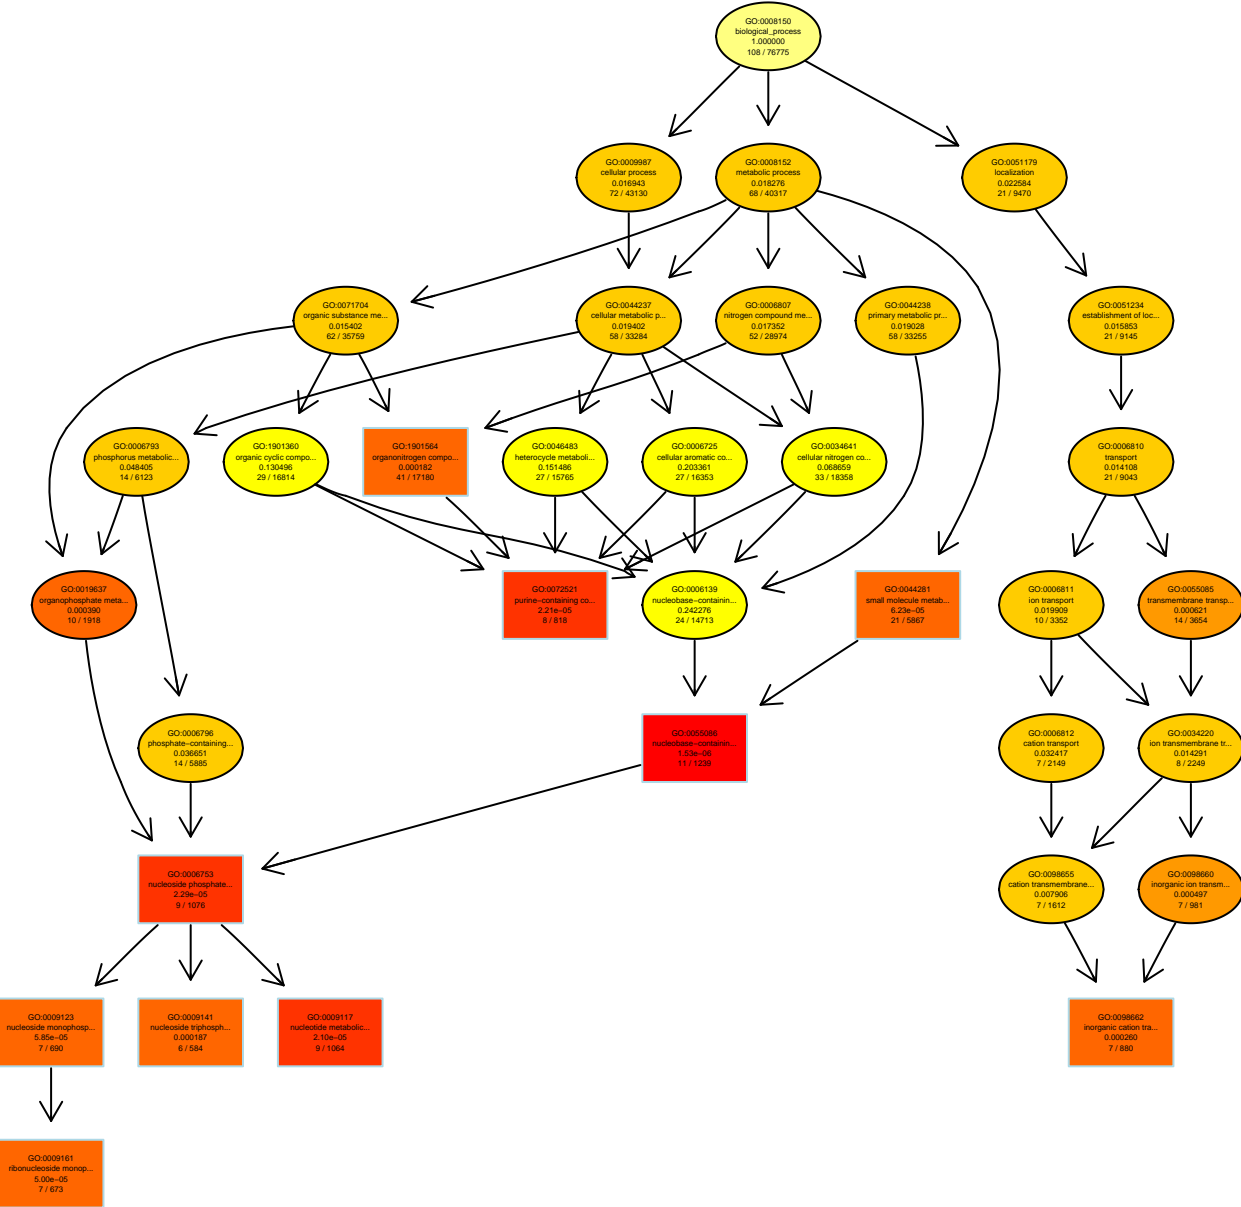 GO:0008150
biological_process
1.000000
108 / 76775
GO:0009987
cellular process
0.016943
72 / 43130
GO:0008152
metabolic process
0.018276
68 / 40317
GO:0051179
localization
0.022584
21 / 9470
GO:0071704
organic substance me...
0.015402
62 / 35759
GO:0044237
cellular metabolic p...
0.019402
58 / 33284
GO:0006807
nitrogen compound me...
0.017352
52 / 28974
GO:0044238
primary metabolic pr...
0.019028
58 / 33255
GO:0051234
establishment of loc...
0.015853
21 / 9145
GO:0006793
phosphorus metabolic...
0.048405
14 / 6123
GO:1901360
organic cyclic compo...
0.130496
29 / 16814
GO:1901564
organonitrogen compo...
0.000182
41 / 17180
GO:0046483
heterocycle metaboli...
0.151486
27 / 15765
GO:0006725
cellular aromatic co...
0.203361
27 / 16353
GO:0034641
cellular nitrogen co...
0.068659
33 / 18358
GO:0006810
transport
0.014108
21 / 9043
GO:0019637
organophosphate meta...
0.000390
10 / 1918
GO:0072521
purine−containing co...
2.21e−05
8 / 818
GO:0006139
nucleobase−containin...
0.242276
24 / 14713
GO:0044281
small molecule metab...
6.23e−05
21 / 5867
GO:0006811
ion transport
0.019909
10 / 3352
GO:0055085
transmembrane transp...
0.000621
14 / 3654
GO:0006796
phosphate−containing...
0.036651
14 / 5885
GO:0055086
nucleobase−containin...
1.53e−06
11 / 1230
GO:0006812
cation transport
0.032417
7 / 2149
GO:0034220
ion transmembrane tr...
0.014291
8 / 2249
GO:0006753
nucleoside phosphate...
2.29e−05
9 / 1076
GO:0098655
cation transmembrane...
0.007906
7 / 1612
GO:0098660
inorganic ion transm...
0.000497
7 / 981
GO:0009123
nucleoside monophosp...
5.85e−05
7 / 690
GO:0009141
nucleoside triphosph...
0.000187
6 / 584
GO:0009117
nucleotide metabolic...
2.10e−05
9 / 1064
GO:0098662
inorganic cation tra...
0.000260
7 / 880
GO:0009161
ribonucleoside monop...
5.00e−05
7 / 673